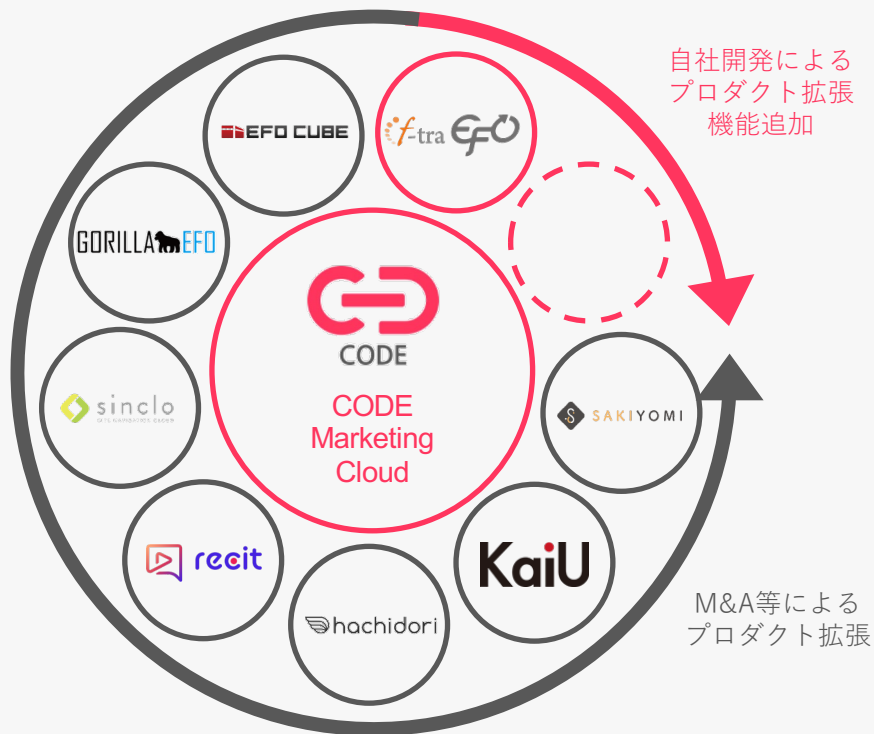 自社開発による
プロダクト拡張
機能追加
EFO CUBE
f-tra EFO
GORILLA EFO
CODE
CODE
Marketing
Cloud
sinclo
SAKIYOMI
recit
KaiU
hachidori
M&A等による
プロダクト拡張